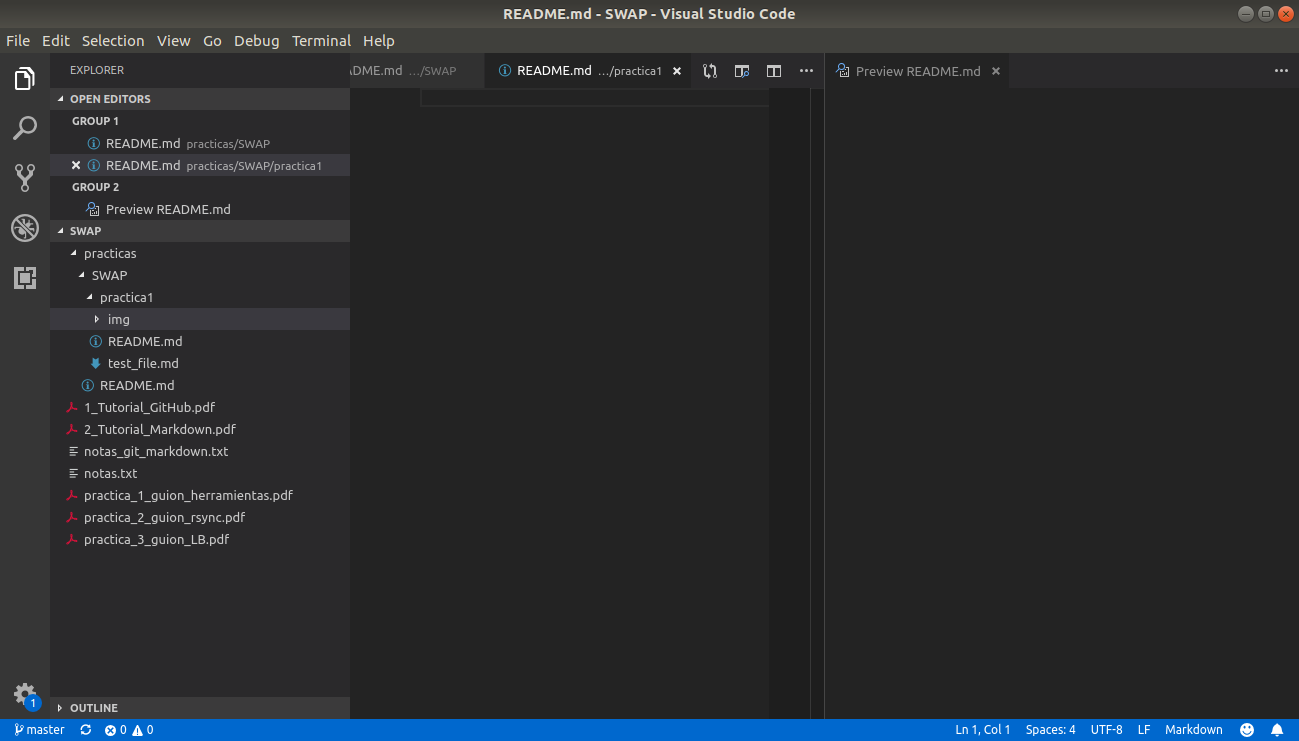 README.md - SWAP - Visual Studio Code
File Edit Selection View Go Debug Terminal Help
EXPLORER
OPEN EDITORS
GROUP 1
README.md practicas/SWAP
README.md practicas/SWAP/practica1
GROUP 2
Preview README.md
SWAP
practicas
SWAP
practica1
img
README.md
test_file.md
README.md
1_Tutorial_GitHub.pdf
2_Tutorial_Markdown.pdf
notas_git_markdown.txt
notas.txt
practica_1_guion_herramientas.pdf
practica_2_guion_rsync.pdf
practica_3_guion_LB.pdf
OUTLINE
1
ADME.md .../SWAP
README.md .../practica1
Preview README.md
master 0 0
Ln 1, Col 1 Spaces: 4 UTF-8 LF Markdown